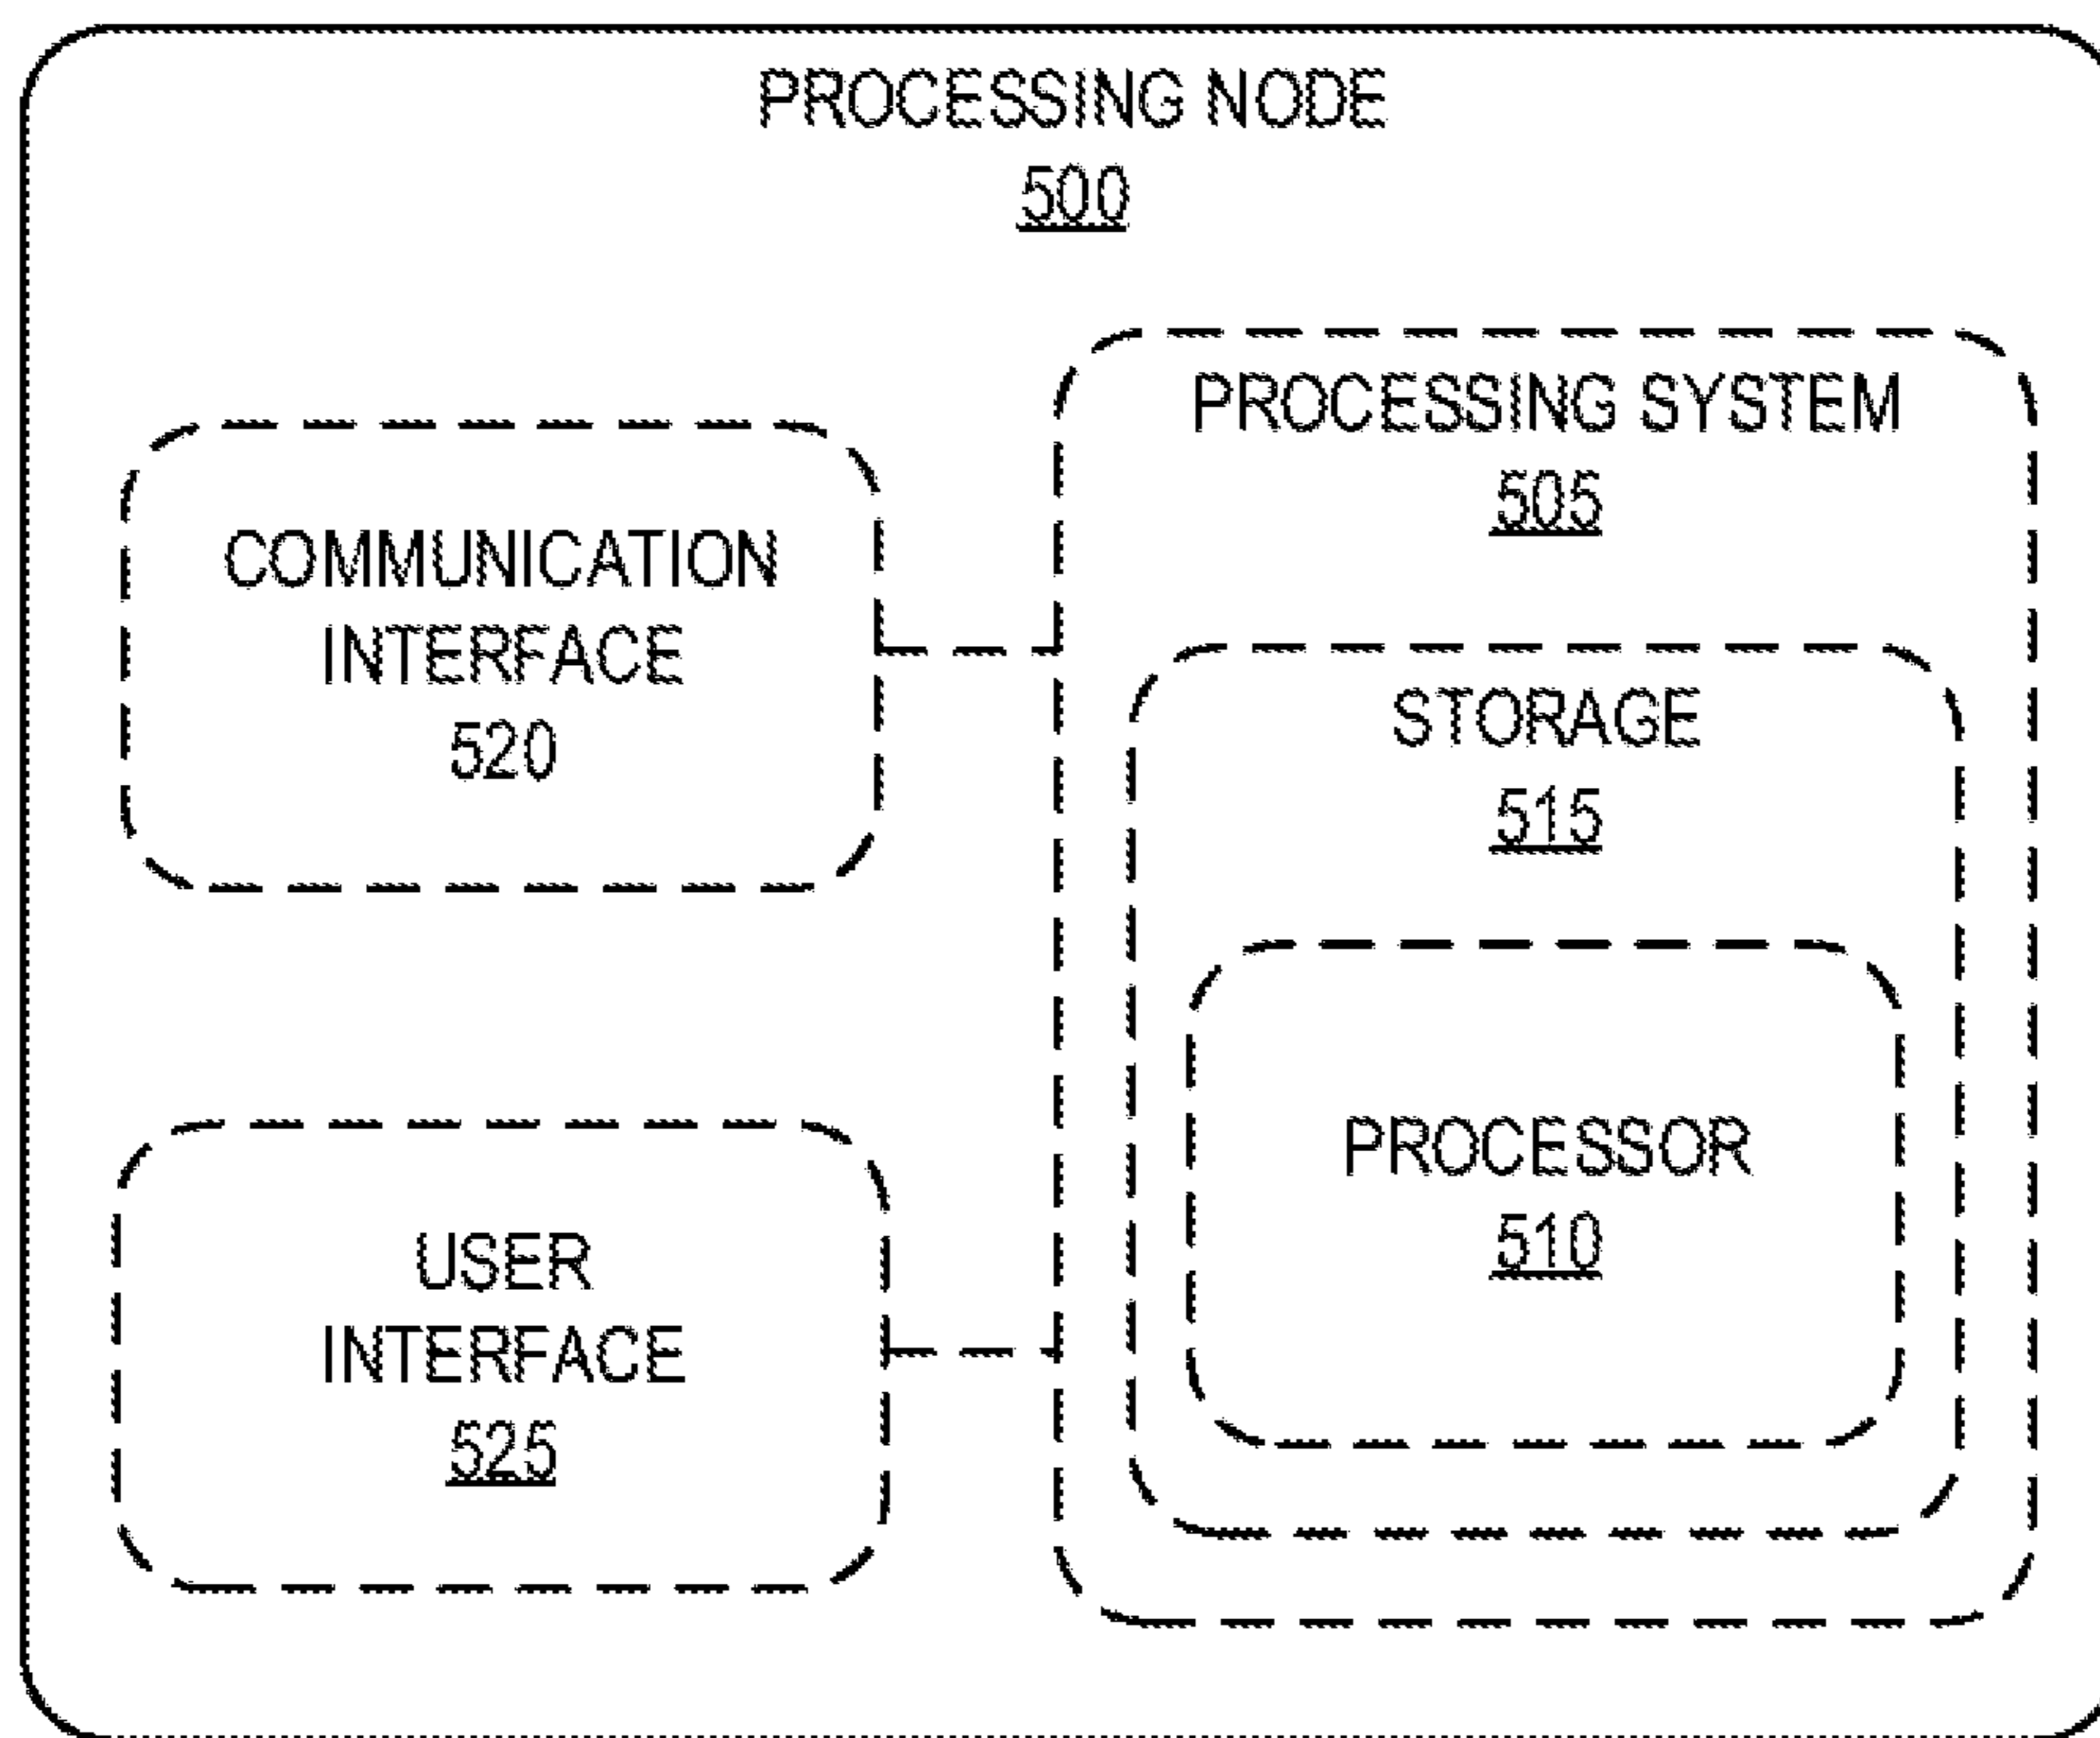 PROCESSING NODE
500
PROCESSING SYSTEM
505
COMMUNICATION
INTERFACE
520
STORAGE
515
PROCESSOR
510
USER
INTERFACE
525